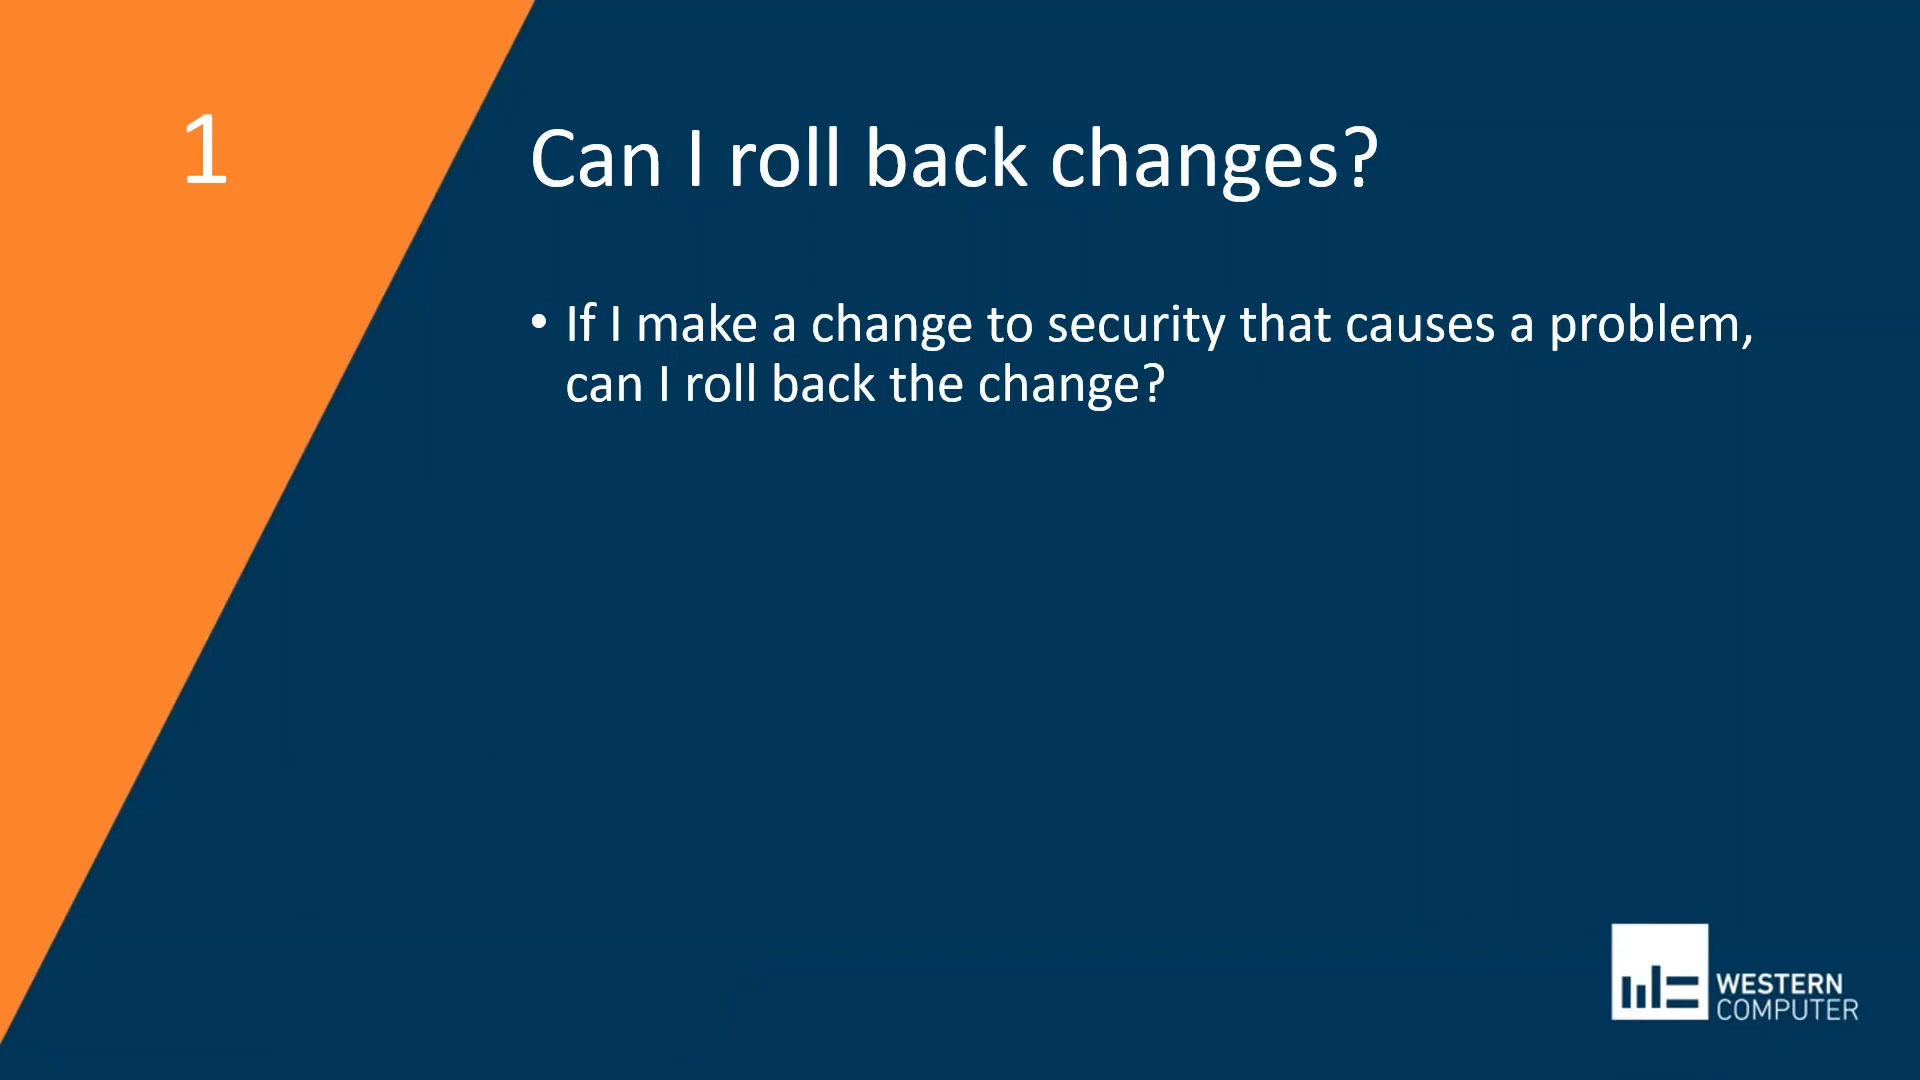 1
Can I roll back changes?
• If I make a change to security that causes a problem,
can I roll back the change?
WESTERN
COMPUTER